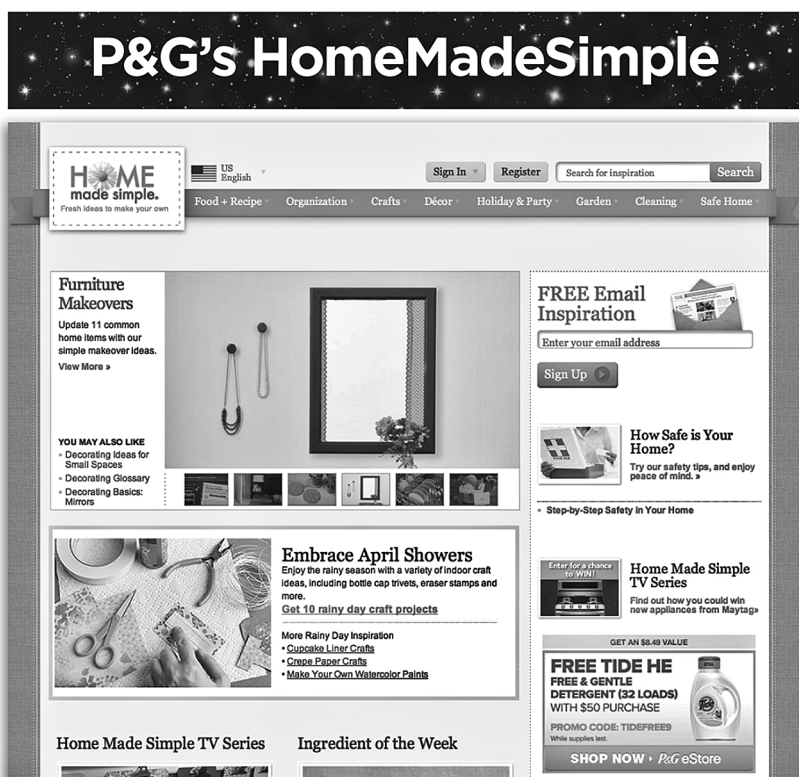 P&G's HomeMadeSimple
HOME
made simple.
Fresh ideas to make your own
US
English
Sign In
Register
Search for inspiration
Search
Food + Recipe
Organization
Crafts
Décor
Holiday & Party
Garden
Cleaning
Safe Home
Furniture
Makeovers
Update 11 common
home items with our
simple makeover ideas.
View More »
YOU MAY ALSO LIKE
• Decorating Ideas for
Small Spaces
• Decorating Glossary
• Decorating Basics:
Mirrors
FREE Email
Inspiration
Enter your email address
Sign Up
How Safe is Your
Home?
Try our safety tips, and enjoy
peace of mind. »
• Step-by-Step Safety in Your Home
Embrace April Showers
Enjoy the rainy season with a variety of indoor craft
ideas, including bottle cap trivets, eraser stamps and
more.
Get 10 rainy day craft projects
More Rainy Day Inspiration
• Cupcake Liner Crafts
• Crepe Paper Crafts
• Make Your Own Watercolor Paints
Enter for a chance
to WIN!
Home Made Simple
TV Series
Find out how you could win
new appliances from Maytag»
GET AN $8.49 VALUE
FREE TIDE HE
FREE & GENTLE
DETERGENT (32 LOADS)
WITH $50 PURCHASE
PROMO CODE: TIDEFREE9
While supplies last.
Tide
SHOP NOW › P&G eStore
Home Made Simple TV Series
Ingredient of the Week